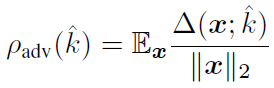 ρ_adv(k̂) = 𝔼_𝒙 Δ(𝒙; k̂) / ‖𝒙‖₂